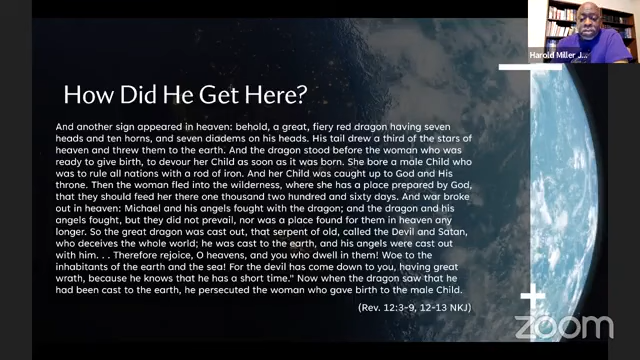 Harold Miller J...
How Did He Get Here?
And another sign appeared in heaven: behold, a great, fiery red dragon having seven
heads and ten horns, and seven diadems on his heads. His tail drew a third of the stars of
heaven and threw them to the earth. And the dragon stood before the woman who was
ready to give birth, to devour her Child as soon as it was born. She bore a male Child who
was to rule all nations with a rod of iron. And her Child was caught up to God and His
throne. Then the woman fled into the wilderness, where she has a place prepared by God,
that they should feed her there one thousand two hundred and sixty days. And war broke
out in heaven: Michael and his angels fought with the dragon; and the dragon and his
angels fought, but they did not prevail, nor was a place found for them in heaven any
longer. So the great dragon was cast out, that serpent of old, called the Devil and Satan,
who deceives the whole world; he was cast to the earth, and his angels were cast out
with him. . . Therefore rejoice, O heavens, and you who dwell in them! Woe to the
inhabitants of the earth and the sea! For the devil has come down to you, having great
wrath, because he knows that he has a short time." Now when the dragon saw that he
had been cast to the earth, he persecuted the woman who gave birth to the male Child.
(Rev. 12:3-9, 12-13 NKJ)
zoom